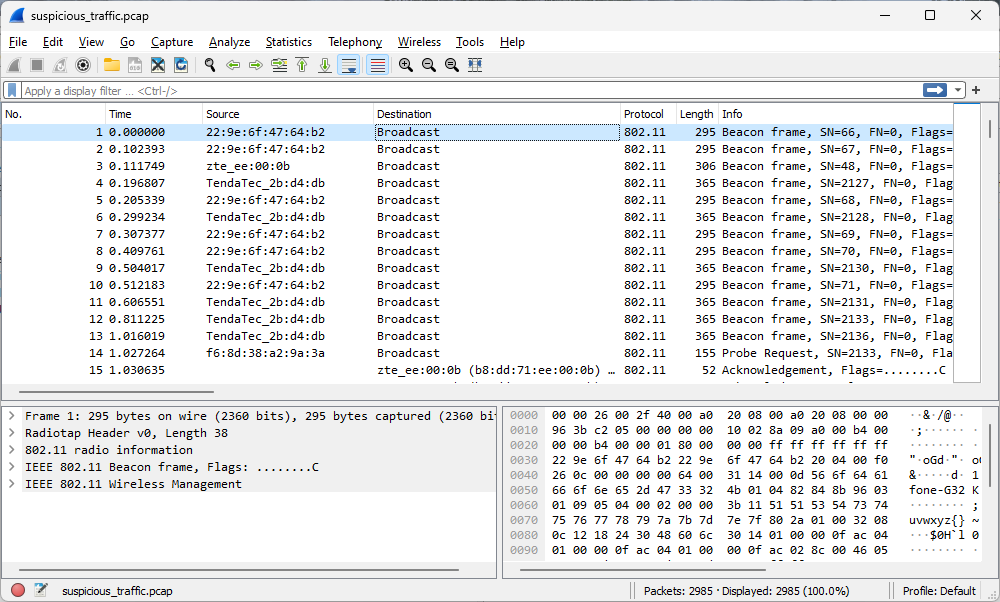 suspicious_traffic.pcap
File Edit View Go Capture Analyze Statistics Telephony Wireless Tools Help
Apply a display filter ... <Ctrl-/>
No. Time Source Destination Protocol Length Info
1 0.000000 22:9e:6f:47:64:b2 Broadcast 802.11 295 Beacon frame, SN=66, FN=0, Flags=
2 0.102393 22:9e:6f:47:64:b2 Broadcast 802.11 295 Beacon frame, SN=67, FN=0, Flags=
3 0.111749 zte_ee:00:0b Broadcast 802.11 306 Beacon frame, SN=48, FN=0, Flags=
4 0.196807 TendaTec_2b:d4:db Broadcast 802.11 365 Beacon frame, SN=2127, FN=0, Flag
5 0.205339 22:9e:6f:47:64:b2 Broadcast 802.11 295 Beacon frame, SN=68, FN=0, Flags=
6 0.299234 TendaTec_2b:d4:db Broadcast 802.11 365 Beacon frame, SN=2128, FN=0, Flag
7 0.307377 22:9e:6f:47:64:b2 Broadcast 802.11 295 Beacon frame, SN=69, FN=0, Flags=
8 0.409761 22:9e:6f:47:64:b2 Broadcast 802.11 295 Beacon frame, SN=70, FN=0, Flags=
9 0.504017 TendaTec_2b:d4:db Broadcast 802.11 365 Beacon frame, SN=2130, FN=0, Flag
10 0.512183 22:9e:6f:47:64:b2 Broadcast 802.11 295 Beacon frame, SN=71, FN=0, Flags=
11 0.606551 TendaTec_2b:d4:db Broadcast 802.11 365 Beacon frame, SN=2131, FN=0, Flag
12 0.811225 TendaTec_2b:d4:db Broadcast 802.11 365 Beacon frame, SN=2133, FN=0, Flag
13 1.016019 TendaTec_2b:d4:db Broadcast 802.11 365 Beacon frame, SN=2136, FN=0, Flag
14 1.027264 f6:8d:38:a2:9a:3a Broadcast 802.11 155 Probe Request, SN=2133, FN=0, Fla
15 1.030635 zte_ee:00:0b (b8:dd:71:ee:00:0b) … 802.11 52 Acknowledgement, Flags=........C
Frame 1: 295 bytes on wire (2360 bits), 295 bytes captured (2360 bi
Radiotap Header v0, Length 38
802.11 radio information
IEEE 802.11 Beacon frame, Flags: ........C
IEEE 802.11 Wireless Management
0000 00 00 26 00 2f 40 00 a0 20 08 00 a0 20 08 00 00 ··&·/@··
0010 96 3b c2 05 00 00 00 00 10 02 8a 09 a0 00 b4 00 ·;······
0020 00 00 b4 00 00 01 80 00 00 00 ff ff ff ff ff ff ········
0030 22 9e 6f 47 64 b2 22 9e 6f 47 64 b2 20 04 00 f0 "·oGd·"· o
0040 26 0c 00 00 00 00 64 00 31 14 00 0d 56 6f 64 61 &·····d· 1
0050 66 6f 6e 65 2d 47 33 32 4b 01 04 82 84 8b 96 03 fone-G32 K
0060 01 09 05 04 00 02 00 00 3b 11 51 51 53 54 73 74 ········ ;
0070 75 76 77 78 79 7a 7b 7d 7e 7f 80 2a 01 00 32 08 uvwxyz{} ~
0080 0c 12 18 24 30 48 60 6c 30 14 01 00 00 0f ac 04 ···$0H`l 0
0090 01 00 00 0f ac 04 01 00 00 0f ac 02 8c 00 46 05
suspicious_traffic.pcap Packets: 2985 · Displayed: 2985 (100.0%) Profile: Default